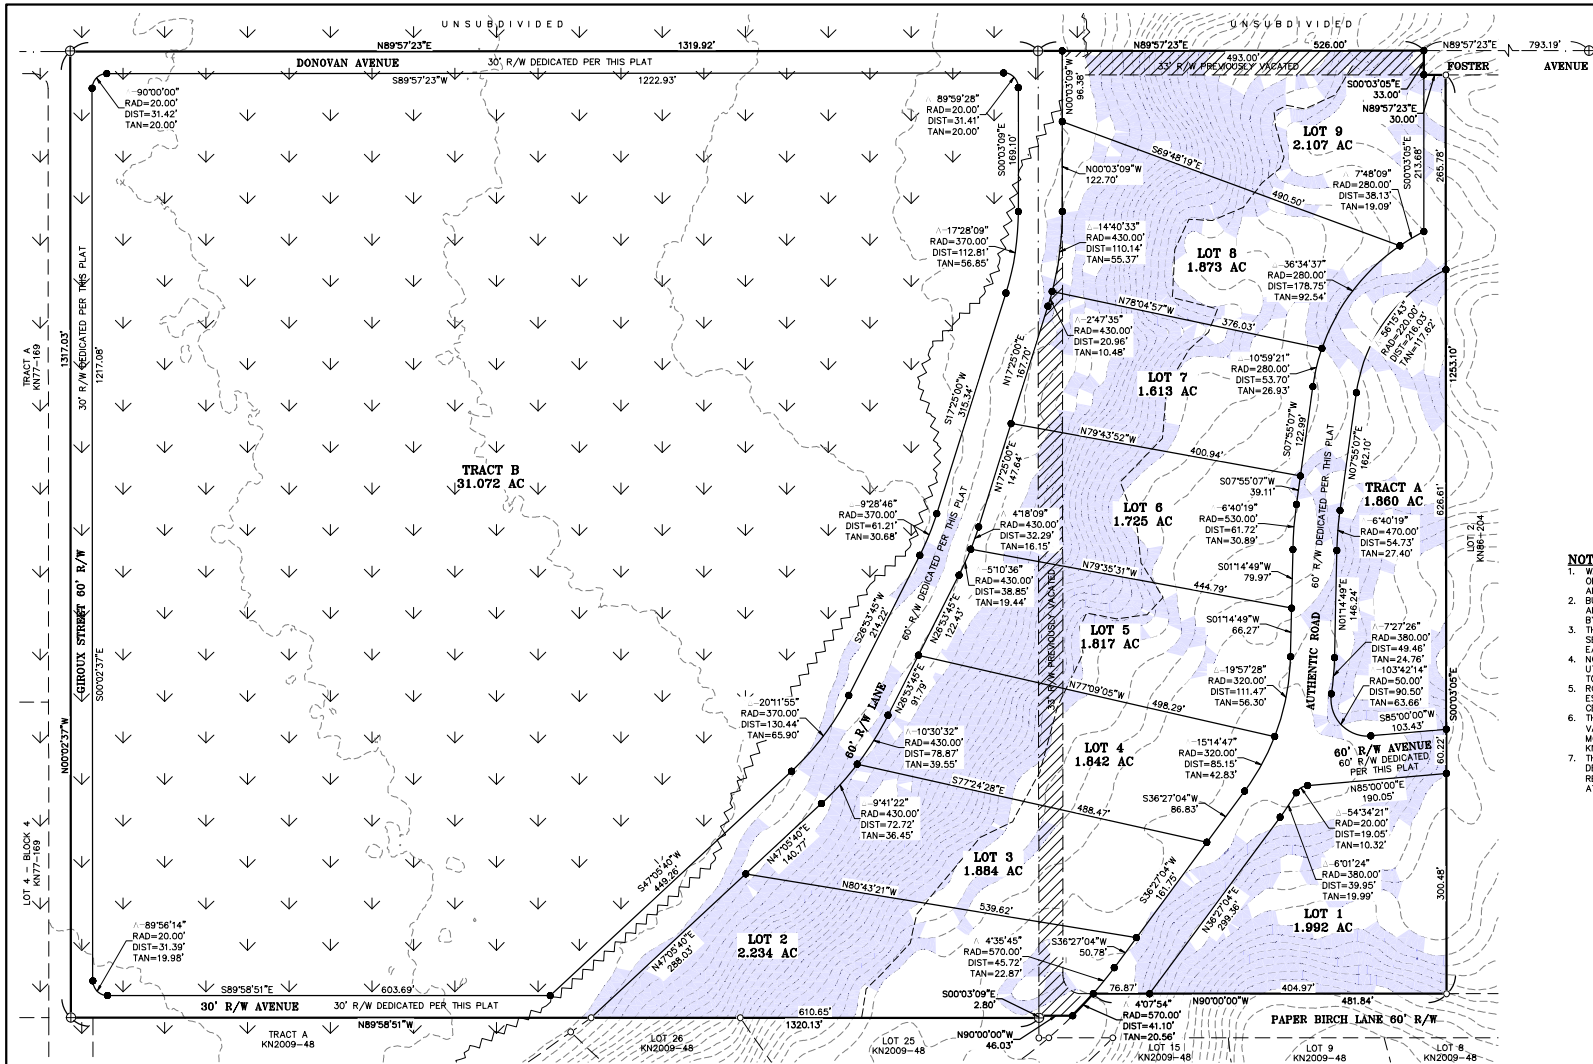 UNSUBDIVIDED
UNSUBDIVIDED
N89°57'23"E
1319.92'
N89°57'23"E
526.00'
N89°57'23"E
793.19'
DONOVAN AVENUE
30' R/W DEDICATED PER THIS PLAT
S89°57'23"W
1222.93'
493.00'
33' R/W PREVIOUSLY VACATED
FOSTER AVENUE
S00°03'05"E
33.00'
N89°57'23"E
30.00'
△-90°00'00"
RAD=20.00'
DIST=31.42'
TAN=20.00'
△ 89°59'28"
RAD=20.00'
DIST=31.41'
TAN=20.00'
S00°03'09"E
169.10'
N00°03'09"W
96.38'
LOT 9
2.107 AC
S69°48'19"E
490.50'
S00°03'05"E
213.68'
265.78'
N00°03'09"W
122.70'
△ 7°48'09"
RAD=280.00'
DIST=38.13'
TAN=19.09'
△-17°28'09"
RAD=370.00'
DIST=112.81'
TAN=56.85'
△-14°40'33"
RAD=430.00'
DIST=110.14'
TAN=55.37'
LOT 8
1.873 AC
△-36°34'37"
RAD=280.00'
DIST=178.75'
TAN=92.54'
N78°04'57"W
376.03'
56°15'43"
RAD=220.00'
DIST=216.03'
TAN=117.62'
△-2°47'35"
RAD=430.00'
DIST=20.96'
TAN=10.48'
TRACT A
KN77-169
1317.03'
30' R/W DEDICATED PER THIS PLAT
1217.08'
N17°25'00"E
167.70'
S17°25'00"W
315.34'
LOT 7
1.613 AC
△-10°59'21"
RAD=280.00'
DIST=53.70'
TAN=26.93'
1253.10'
N79°43'52"W
400.94'
S07°55'07"W
122.99'
N07°55'07"E
162.10'
TRACT B
31.072 AC
N17°25'00"E
147.64'
S07°55'07"W
39.11'
TRACT A
1.860 AC
626.61'
LOT 2
KN86-204
△-9°28'46"
RAD=370.00'
DIST=61.21'
TAN=30.68'
△ 4°18'09"
RAD=430.00'
DIST=32.29'
TAN=16.15'
LOT 6
1.725 AC
△-6°40'19"
RAD=530.00'
DIST=61.72'
TAN=30.89'
△-6°40'19"
RAD=470.00'
DIST=54.73'
TAN=27.40'
N79°35'31"W
444.79'
△-5°10'36"
RAD=430.00'
DIST=38.85'
TAN=19.44'
S01°14'49"W
79.97'
60' R/W DEDICATED PER THIS PLAT
N01°14'49"E
146.24'
NOT
GIROUX STREET 60' R/W
S00°02'37"E
S26°53'45"W
214.22'
60' R/W DEDICATED PER THIS PLAT
N26°53'45"E
122.43'
33' R/W PREVIOUSLY VACATED
LOT 5
1.817 AC
S01°14'49"W
66.27'
△-7°27'26"
RAD=380.00'
DIST=49.46'
TAN=24.76'
AUTHENTIC ROAD
△-19°57'28"
RAD=320.00'
DIST=111.47'
TAN=56.30'
△-103°42'14"
RAD=50.00'
DIST=90.50'
TAN=63.66'
S00°03'05"E
N77°09'05"W
498.29'
N26°53'45"E
91.79'
△-20°11'55"
RAD=370.00'
DIST=130.44'
TAN=65.90'
60' R/W LANE
△-10°30'32"
RAD=430.00'
DIST=78.87'
TAN=39.55'
LOT 4
1.842 AC
△-15°14'47"
RAD=320.00'
DIST=85.15'
TAN=42.83'
S85°00'00"W
103.43'
60' R/W AVENUE
60' R/W DEDICATED
PER THIS PLAT
60.22'
N85°00'00"E
190.05'
N00°02'37"W
S77°24'28"E
488.47'
S36°27'04"W
86.83'
△-9°41'22"
RAD=430.00'
DIST=72.72'
TAN=36.45'
△-54°34'21"
RAD=20.00'
DIST=19.05'
TAN=10.32'
LOT 4 - BLOCK 4
KN77-169
S47°05'40"W
449.26'
N47°05'40"E
140.77'
LOT 3
1.884 AC
N80°43'21"W
539.62'
S36°27'04"W
161.75'
△-6°01'24"
RAD=380.00'
DIST=39.95'
TAN=19.99'
N36°27'04"E
299.36'
300.48'
LOT 1
1.992 AC
△-89°56'14"
RAD=20.00'
DIST=31.39'
TAN=19.98'
N47°05'40"E
288.03'
LOT 2
2.234 AC
△ 4°35'45"
RAD=570.00'
DIST=45.72'
TAN=22.87'
S36°27'04"W
50.78'
S89°58'51"E
603.69'
S00°03'09"E
2.80'
76.87'
N90°00'00"W
404.97'
481.84'
30' R/W AVENUE
30' R/W DEDICATED PER THIS PLAT
N89°58'51"W
610.65'
1320.13'
4°07'54"
RAD=570.00'
DIST=41.10'
TAN=20.56'
N90°00'00"W
46.03'
PAPER BIRCH LANE 60' R/W
TRACT A
KN2009-48
LOT 26
KN2009-48
LOT 25
KN2009-48
LOT 15
KN2009-48
LOT 9
KN2009-48
LOT 8
KN2009-48